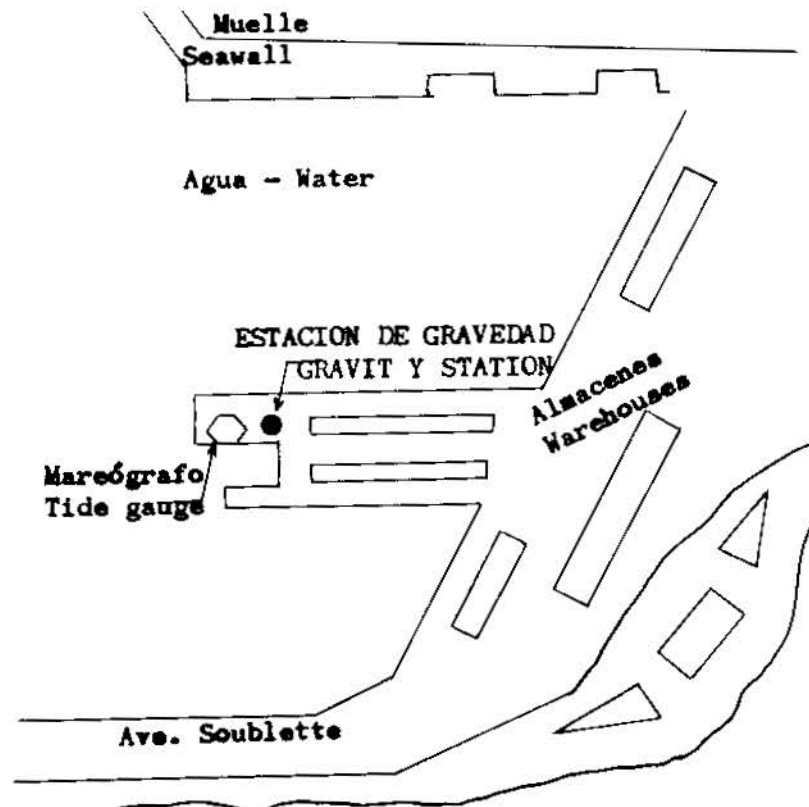 Muelle
Seawall
Agua - Water
ESTACION DE GRAVEDAD
GRAVIT Y STATION
Almacenes
Warehouses
Mareógrafo
Tide gauge
Ave. Soublette